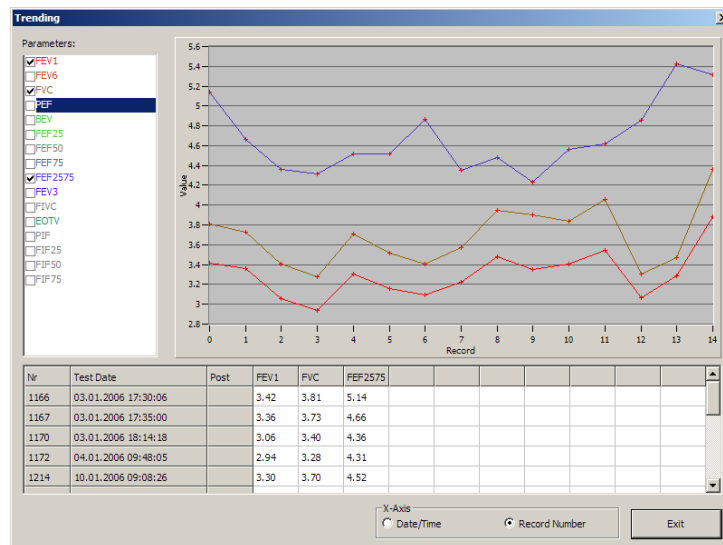 Trending
Parameters:
FEV1
FEV6
FVC
PEF
BEV
FEF25
FEF50
FEF75
FEF2575
FEV3
FIVC
EOTV
PIF
FIF25
FIF50
FIF75
Value
5.6
5.4
5.2
5
4.8
4.6
4.4
4.2
4
3.8
3.6
3.4
3.2
3
2.8
0 1 2 3 4 5 6 7 8 9 10 11 12 13 14
Record
Nr Test Date Post FEV1 FVC FEF2575
1166 03.01.2006 17:30:06 3.42 3.81 5.14
1167 03.01.2006 17:35:00 3.36 3.73 4.66
1170 03.01.2006 18:14:18 3.06 3.40 4.36
1172 04.01.2006 09:48:05 2.94 3.28 4.31
1214 10.01.2006 09:08:26 3.30 3.70 4.52
X-Axis
Date/Time Record Number Exit